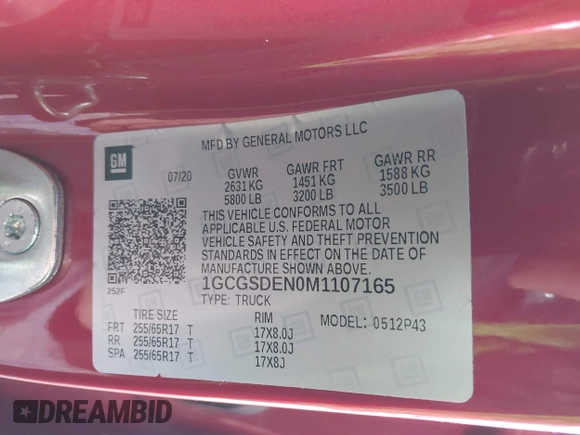 GM
MFD BY GENERAL MOTORS LLC
07/20
GVWR GAWR FRT GAWR RR
2631 KG 1451 KG 1588 KG
5800 LB 3200 LB 3500 LB
THIS VEHICLE CONFORMS TO ALL
APPLICABLE U.S. FEDERAL MOTOR
VEHICLE SAFETY AND THEFT PREVENTION
STANDARDS IN EFFECT ON THE DATE OF
MANUFACTURE SHOWN ABOVE.
252F
1GCGSDEN0M1107165
TYPE: TRUCK
TIRE SIZE RIM MODEL: 0512P43
FRT 255/65R17 T 17X8.0J
RR 255/65R17 T 17X8.0J
SPA 255/65R17 T 17X8J
DREAMBID